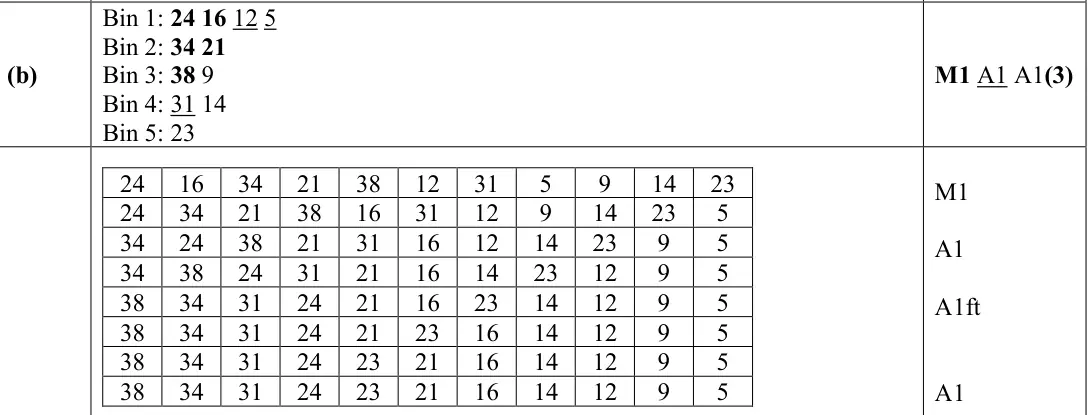 (b)
Bin 1: 24 16 12 5
Bin 2: 34 21
Bin 3: 38 9
Bin 4: 31 14
Bin 5: 23
M1 A1 A1(3)
24 16 34 21 38 12 31 5 9 14 23
24 34 21 38 16 31 12 9 14 23 5
34 24 38 21 31 16 12 14 23 9 5
34 38 24 31 21 16 14 23 12 9 5
38 34 31 24 21 16 23 14 12 9 5
38 34 31 24 21 23 16 14 12 9 5
38 34 31 24 23 21 16 14 12 9 5
38 34 31 24 23 21 16 14 12 9 5
M1
A1
A1ft
A1